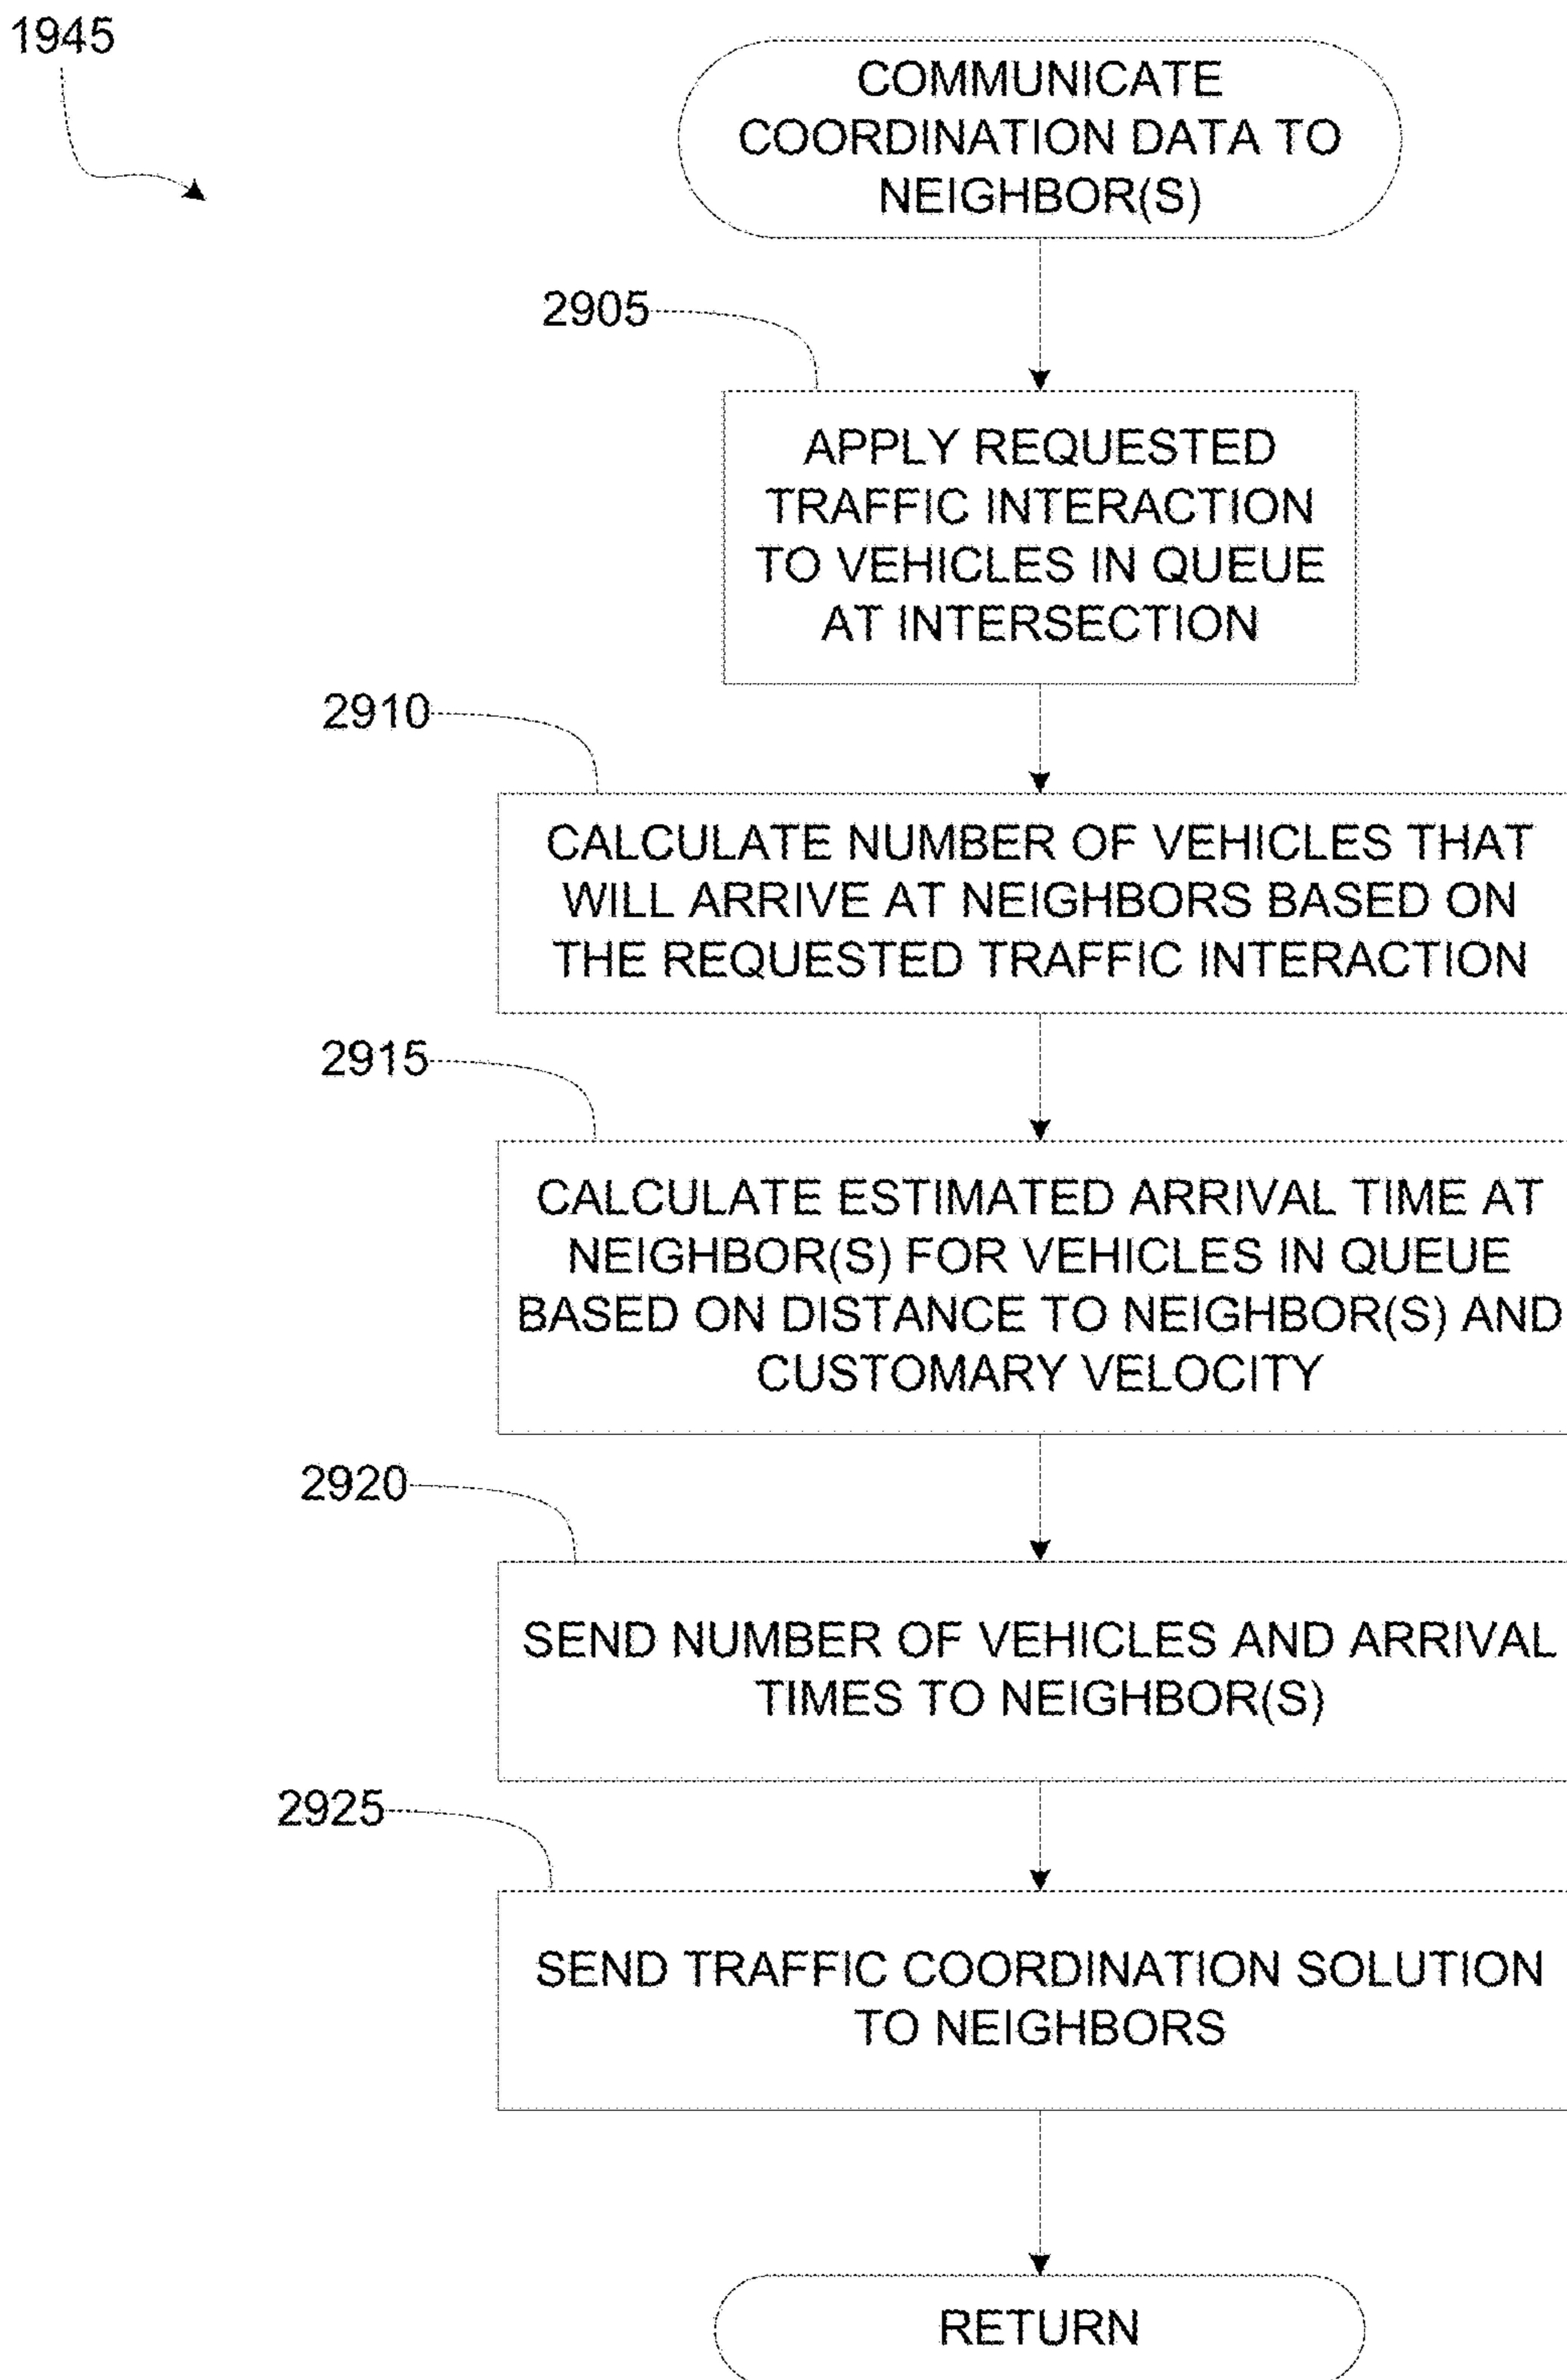 1945
COMMUNICATE
COORDINATION DATA TO
NEIGHBOR(S)
2905
APPLY REQUESTED
TRAFFIC INTERACTION
TO VEHICLES IN QUEUE
AT INTERSECTION
2910
CALCULATE NUMBER OF VEHICLES THAT
WILL ARRIVE AT NEIGHBORS BASED ON
THE REQUESTED TRAFFIC INTERACTION
2915
CALCULATE ESTIMATED ARRIVAL TIME AT
NEIGHBOR(S) FOR VEHICLES IN QUEUE
BASED ON DISTANCE TO NEIGHBOR(S) AND
CUSTOMARY VELOCITY
2920
SEND NUMBER OF VEHICLES AND ARRIVAL
TIMES TO NEIGHBOR(S)
2925
SEND TRAFFIC COORDINATION SOLUTION
TO NEIGHBORS
RETURN